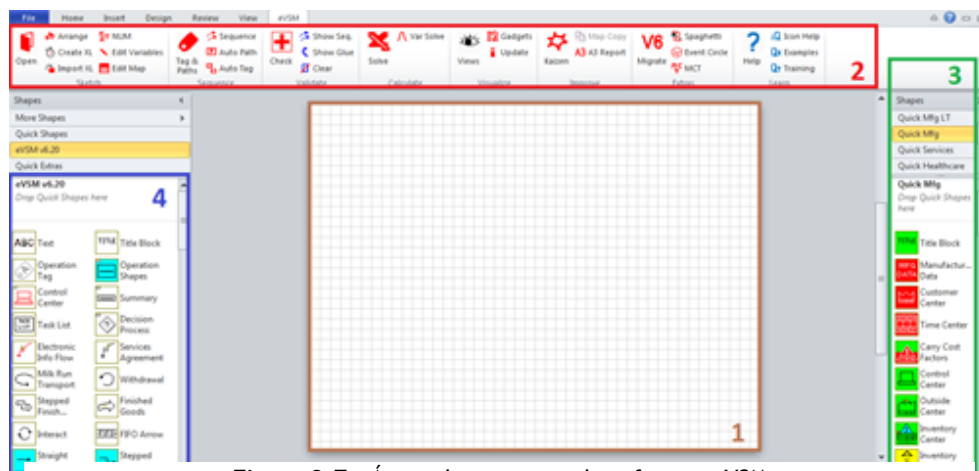 File Home Insert Design Review View eVSM
Arrange NUM Sequence Show Seq. Var Solve Gadgets Map Copy Spaghetti Icon Help
Create XL Edit Variables Auto Path Show Glue Update A3 A3 Report Event Circle Examples
Import XL Edit Map Auto Tag Clear MCT Training
Open Tag & Paths Check Solve Views Kaizen V6 Migrate ? Help
Sketch Sequence Validate Calculate Visualize Improve Extras Learn
2
3
Shapes
More Shapes
Quick Shapes
eVSM v6.20
Quick Extras
eVSM v6.20
Drop Quick Shapes here
4
ABC Text TITLE Title Block
Operation Tag Operation Shapes
Control Center Summary
Task List Decision Process
Electronic Info Flow Services Agreement
Milk Run Transport Withdrawal
Stepped Finish... Finished Goods
Interact FIFO Arrow
Straight Stepped
1
Shapes
Quick Mfg LT
Quick Mfg
Quick Services
Quick Healthcare
Quick Mfg
Drop Quick Shapes here
TITLE Title Block
MFG DATA Manufactur... Data
Customer Center
Time Center
Carry Cost Factors
Control Center
Outside Center
Inventory Center
Inventory